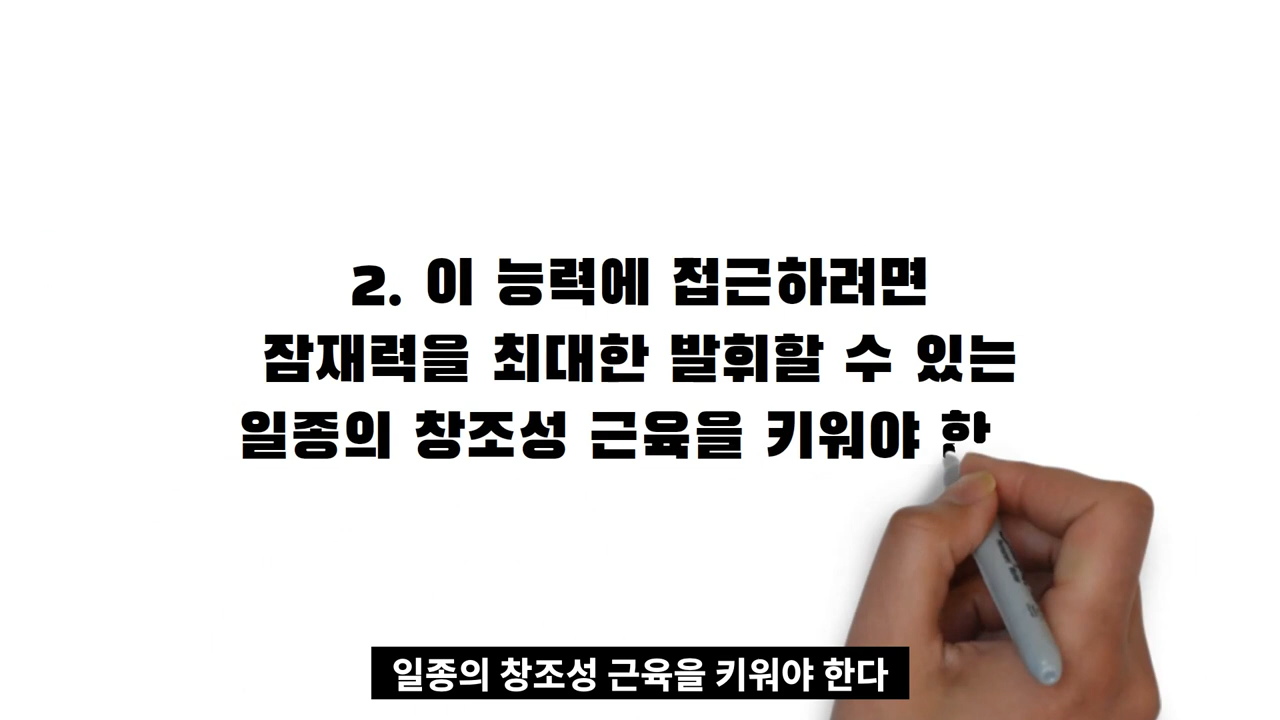 2. 이 능력에 접근하려면
잠재력을 최대한 발휘할 수 있는
일종의 창조성 근육을 키워야
일종의 창조성 근육을 키워야 한다